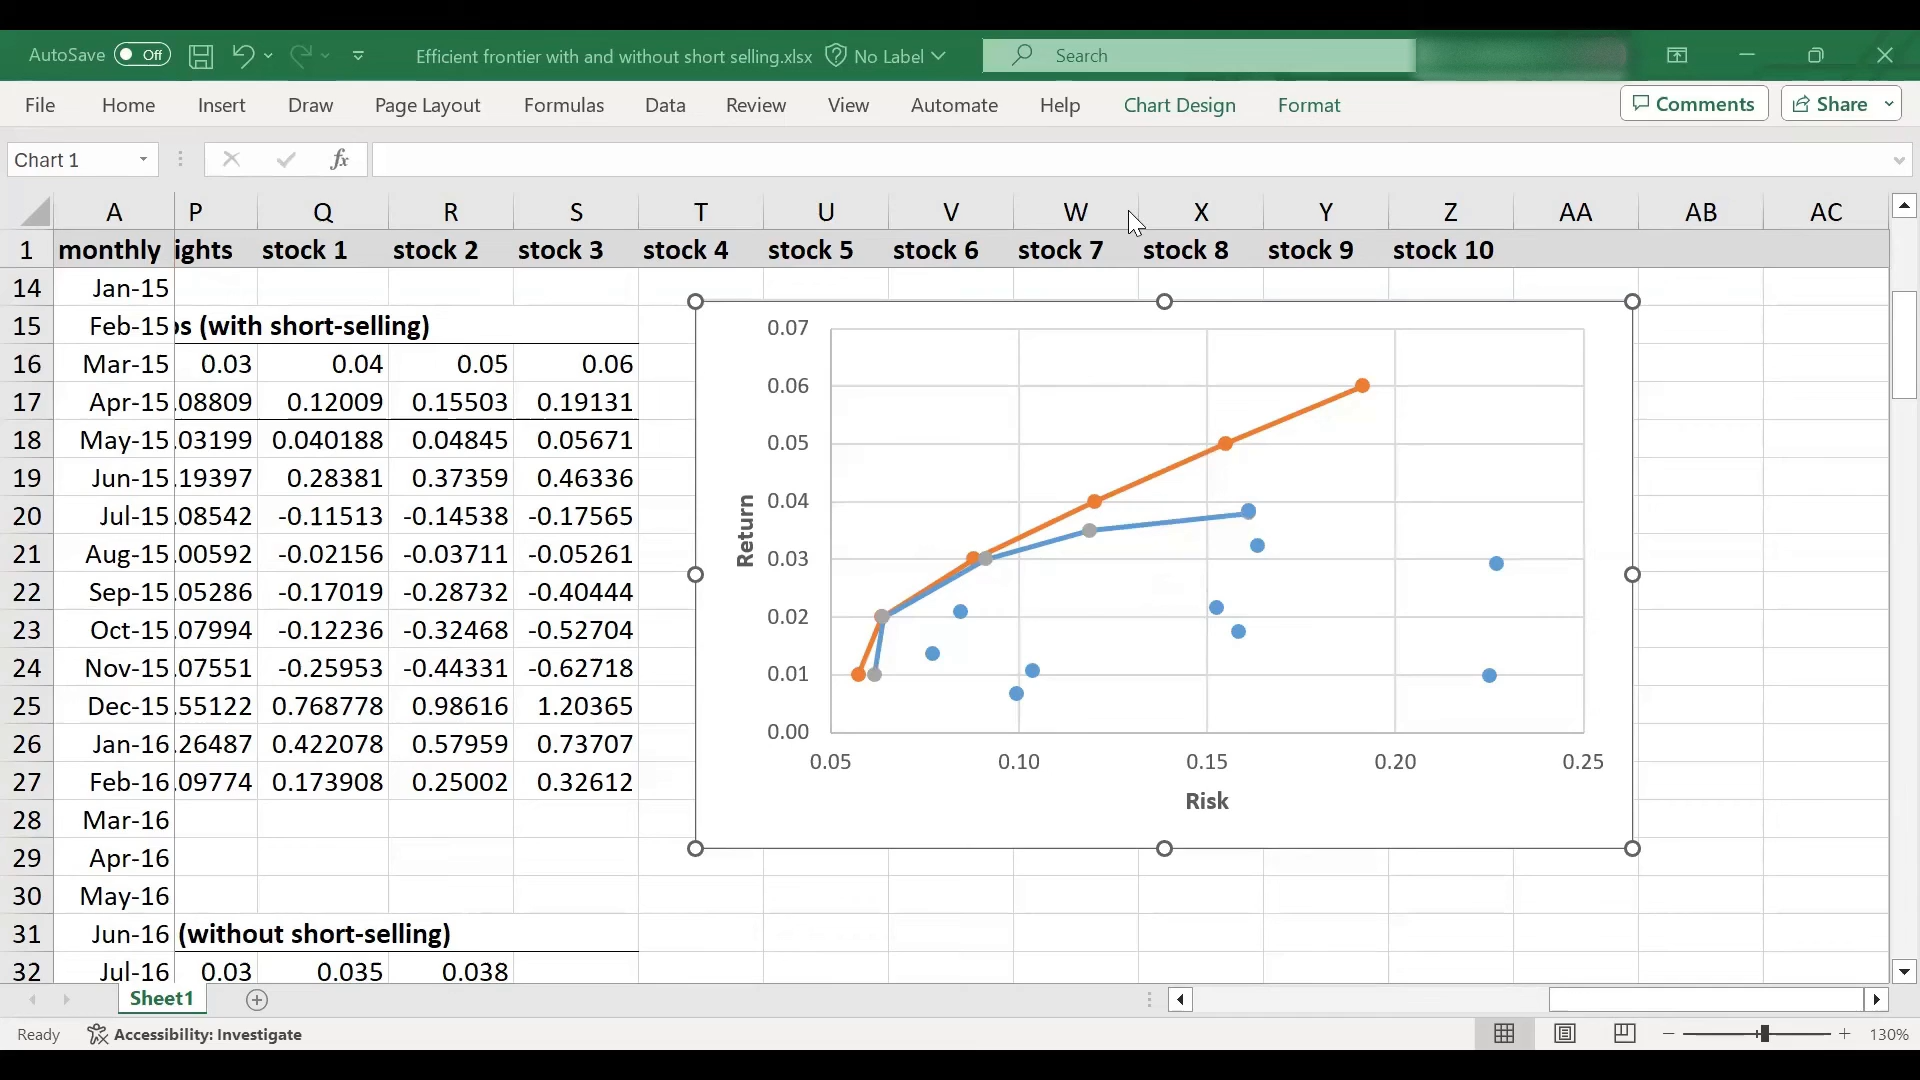 AutoSave Off Efficient frontier with and without short selling.xlsx No Label Search
File Home Insert Draw Page Layout Formulas Data Review View Automate Help Chart Design Format Comments Share
Chart 1 fx
A P Q R S T U V W X Y Z AA AB AC
1 monthly ights stock 1 stock 2 stock 3 stock 4 stock 5 stock 6 stock 7 stock 8 stock 9 stock 10
14 Jan-15
15 Feb-15 os (with short-selling)
16 Mar-15 0.03 0.04 0.05 0.06
17 Apr-15 .08809 0.12009 0.15503 0.19131
18 May-15 .03199 0.040188 0.04845 0.05671
19 Jun-15 .19397 0.28381 0.37359 0.46336
20 Jul-15 .08542 -0.11513 -0.14538 -0.17565
21 Aug-15 .00592 -0.02156 -0.03711 -0.05261
22 Sep-15 .05286 -0.17019 -0.28732 -0.40444
23 Oct-15 .07994 -0.12236 -0.32468 -0.52704
24 Nov-15 .07551 -0.25953 -0.44331 -0.62718
25 Dec-15 .55122 0.768778 0.98616 1.20365
26 Jan-16 .26487 0.422078 0.57959 0.73707
27 Feb-16 .09774 0.173908 0.25002 0.32612
28 Mar-16
29 Apr-16
30 May-16
31 Jun-16 (without short-selling)
32 Jul-16 0.03 0.035 0.038
0.07
0.06
0.05
0.04
0.03
0.02
0.01
0.00
Return
0.05 0.10 0.15 0.20 0.25
Risk
Sheet1
Ready Accessibility: Investigate 130%